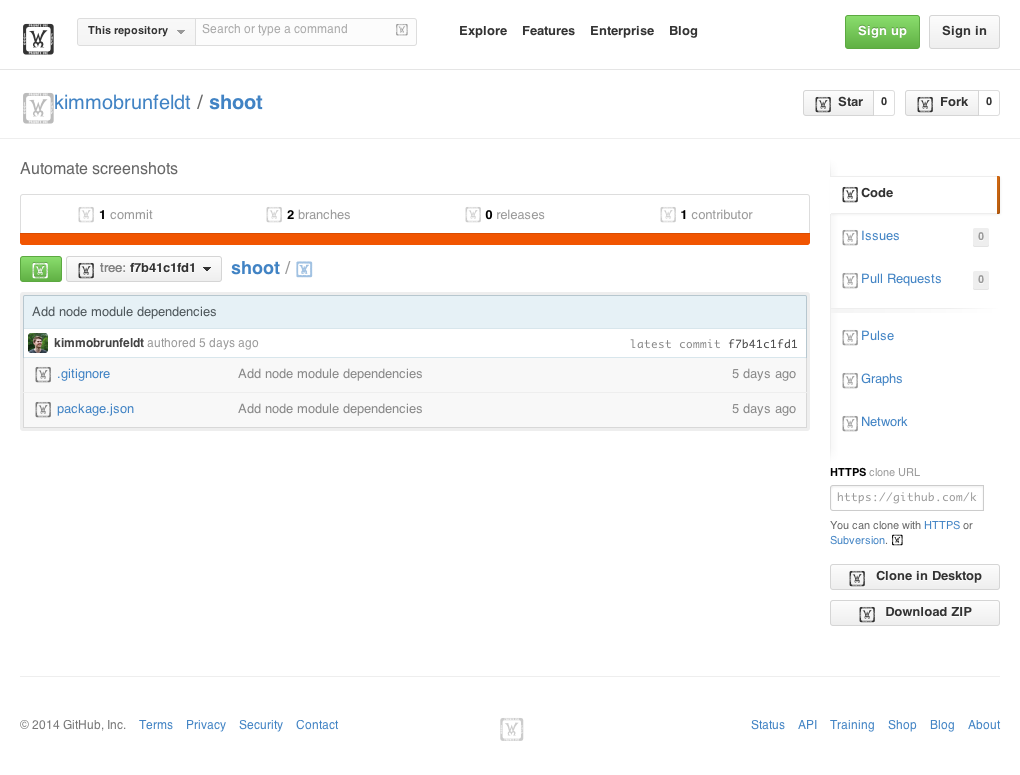 This repository Search or type a command Explore Features Enterprise Blog Sign up Sign in
kimmobrunfeldt / shoot Star 0 Fork 0
Automate screenshots
1 commit 2 branches 0 releases 1 contributor
tree: f7b41c1fd1 shoot /
Add node module dependencies
kimmobrunfeldt authored 5 days ago latest commit f7b41c1fd1
.gitignore Add node module dependencies 5 days ago
package.json Add node module dependencies 5 days ago
Code
Issues 0
Pull Requests 0
Pulse
Graphs
Network
HTTPS clone URL
https://github.com/k
You can clone with HTTPS or
Subversion.
Clone in Desktop
Download ZIP
© 2014 GitHub, Inc. Terms Privacy Security Contact Status API Training Shop Blog About